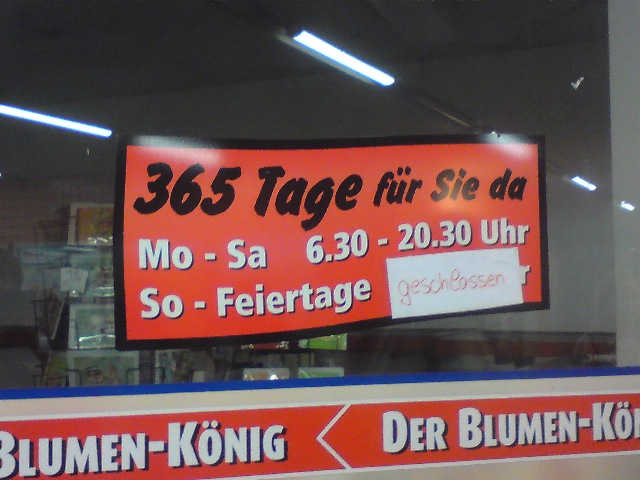 365 Tage für Sie da
Mo - Sa 6.30 - 20.30 Uhr
So - Feiertage geschlossen r
BLUMEN-KÖNIG DER BLUMEN-KÖ